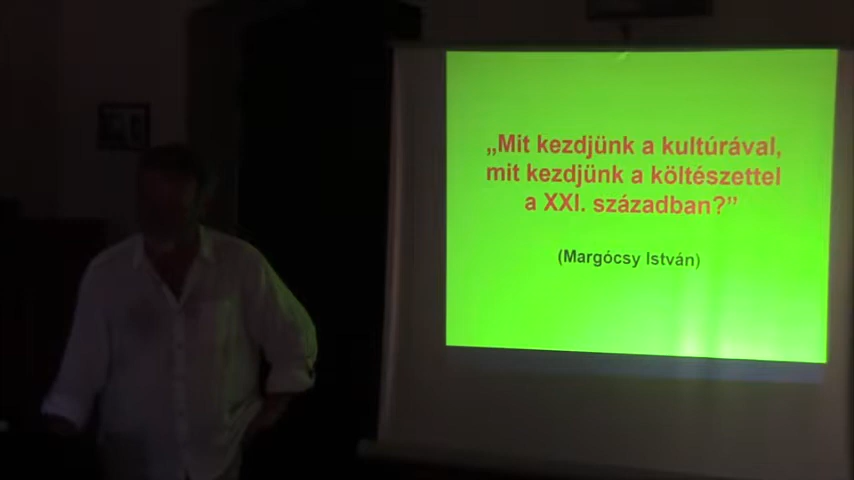 „Mit kezdjünk a kultúrával,
mit kezdjünk a költészettel
a XXI. században?”
(Margócsy István)